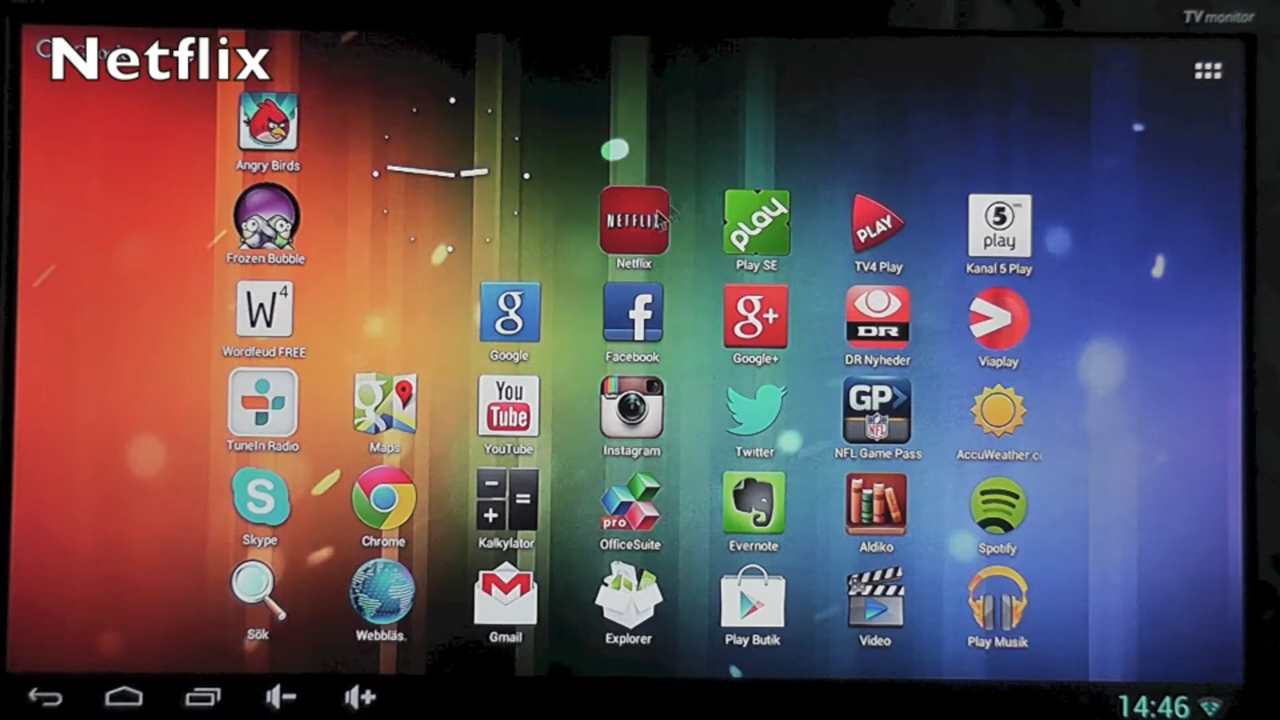 TV monitor
Netflix
Angry Birds
Frozen Bubble
NETFLIX
Netflix
play
Play SE
PLAY
TV4 Play
5
play
Kanal 5 Play
W4
Wordfeud FREE
g
Google
f
Facebook
g+
Google+
DR
DR Nyheder
Viaplay
TuneIn Radio
g
Maps
You
Tube
YouTube
Instagram
Twitter
GP>
NFL
NFL Game Pass
AccuWeather.co
S
Skype
Chrome
- =
+
Kalkylator
pro
OfficeSuite
Evernote
Aldiko
Spotify
Sök
Webbläs.
M
Gmail
Explorer
Play Butik
Video
Play Musik
14:46